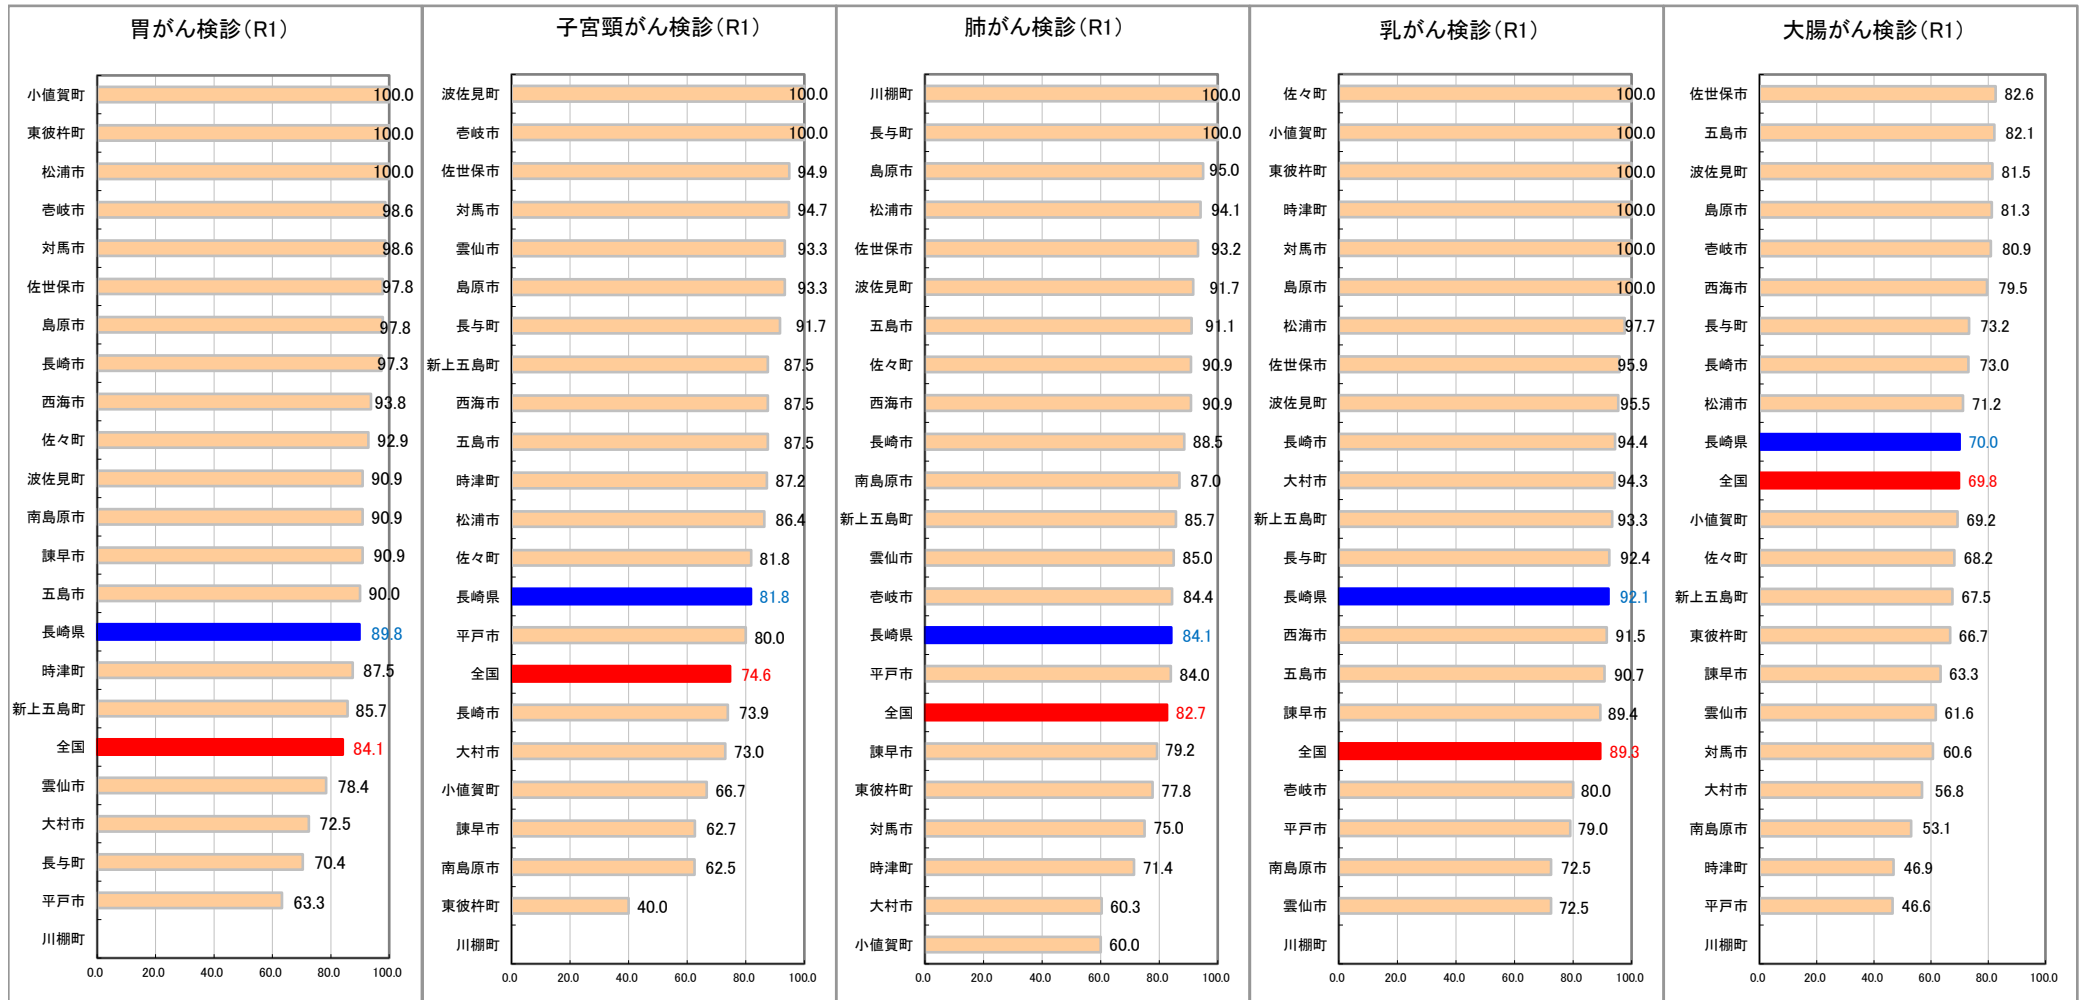 胃がん検診(R1)
小値賀町 100.0
東彼杵町 100.0
松浦市 100.0
壱岐市 98.6
対馬市 98.6
佐世保市 97.8
島原市 97.8
長崎市 97.3
西海市 93.8
佐々町 92.9
波佐見町 90.9
南島原市 90.9
諫早市 90.9
五島市 90.0
長崎県 89.8
時津町 87.5
新上五島町 85.7
全国 84.1
雲仙市 78.4
大村市 72.5
長与町 70.4
平戸市 63.3
川棚町
0.0 20.0 40.0 60.0 80.0 100.0
子宮頸がん検診(R1)
波佐見町 100.0
壱岐市 100.0
佐世保市 94.9
対馬市 94.7
雲仙市 93.3
島原市 93.3
長与町 91.7
新上五島町 87.5
西海市 87.5
五島市 87.5
時津町 87.2
松浦市 86.4
佐々町 81.8
長崎県 81.8
平戸市 80.0
全国 74.6
長崎市 73.9
大村市 73.0
小値賀町 66.7
諫早市 62.7
南島原市 62.5
東彼杵町 40.0
川棚町
0.0 20.0 40.0 60.0 80.0 100.0
肺がん検診(R1)
川棚町 100.0
長与町 100.0
島原市 95.0
松浦市 94.1
佐世保市 93.2
波佐見町 91.7
五島市 91.1
佐々町 90.9
西海市 90.9
長崎市 88.5
南島原市 87.0
新上五島町 85.7
雲仙市 85.0
壱岐市 84.4
長崎県 84.1
平戸市 84.0
全国 82.7
諫早市 79.2
東彼杵町 77.8
対馬市 75.0
時津町 71.4
大村市 60.3
小値賀町 60.0
0.0 20.0 40.0 60.0 80.0 100.0
乳がん検診(R1)
佐々町 100.0
小値賀町 100.0
東彼杵町 100.0
時津町 100.0
対馬市 100.0
島原市 100.0
松浦市 97.7
佐世保市 95.9
波佐見町 95.5
長崎市 94.4
大村市 94.3
新上五島町 93.3
長与町 92.4
長崎県 92.1
西海市 91.5
五島市 90.7
諫早市 89.4
全国 89.3
壱岐市 80.0
平戸市 79.0
南島原市 72.5
雲仙市 72.5
川棚町
0.0 20.0 40.0 60.0 80.0 100.0
大腸がん検診(R1)
佐世保市 82.6
五島市 82.1
波佐見町 81.5
島原市 81.3
壱岐市 80.9
西海市 79.5
長与町 73.2
長崎市 73.0
松浦市 71.2
長崎県 70.0
全国 69.8
小値賀町 69.2
佐々町 68.2
新上五島町 67.5
東彼杵町 66.7
諫早市 63.3
雲仙市 61.6
対馬市 60.6
大村市 56.8
南島原市 53.1
時津町 46.9
平戸市 46.6
川棚町
0.0 20.0 40.0 60.0 80.0 100.0